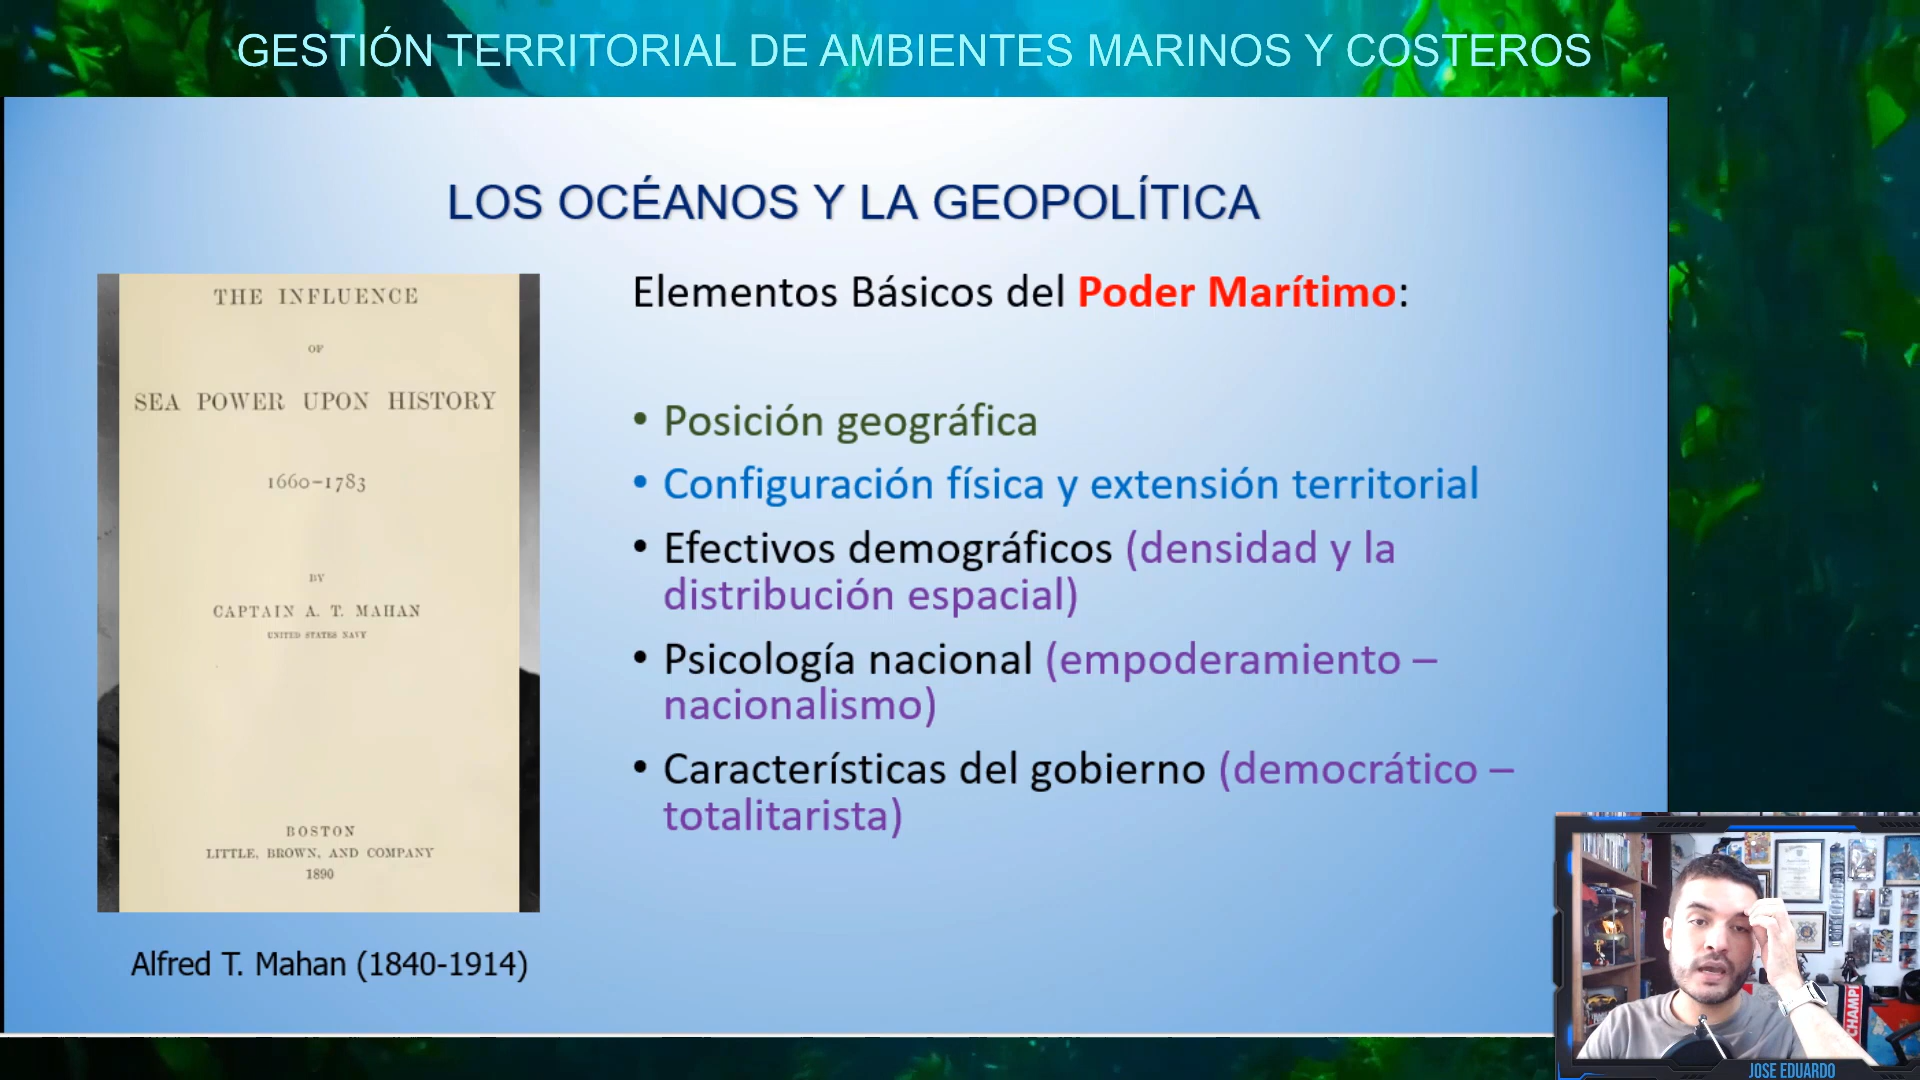 GESTIÓN TERRITORIAL DE AMBIENTES MARINOS Y COSTEROS
LOS OCÉANOS Y LA GEOPOLÍTICA
THE INFLUENCE
OF
SEA POWER UPON HISTORY
1660–1783
BY
CAPTAIN A. T. MAHAN
UNITED STATES NAVY
BOSTON
LITTLE, BROWN, AND COMPANY
1890
Alfred T. Mahan (1840-1914)
Elementos Básicos del Poder Marítimo:
• Posición geográfica
• Configuración física y extensión territorial
• Efectivos demográficos (densidad y la
distribución espacial)
• Psicología nacional (empoderamiento –
nacionalismo)
• Características del gobierno (democrático –
totalitarista)
CHAMPI
JOSE EDUARDO